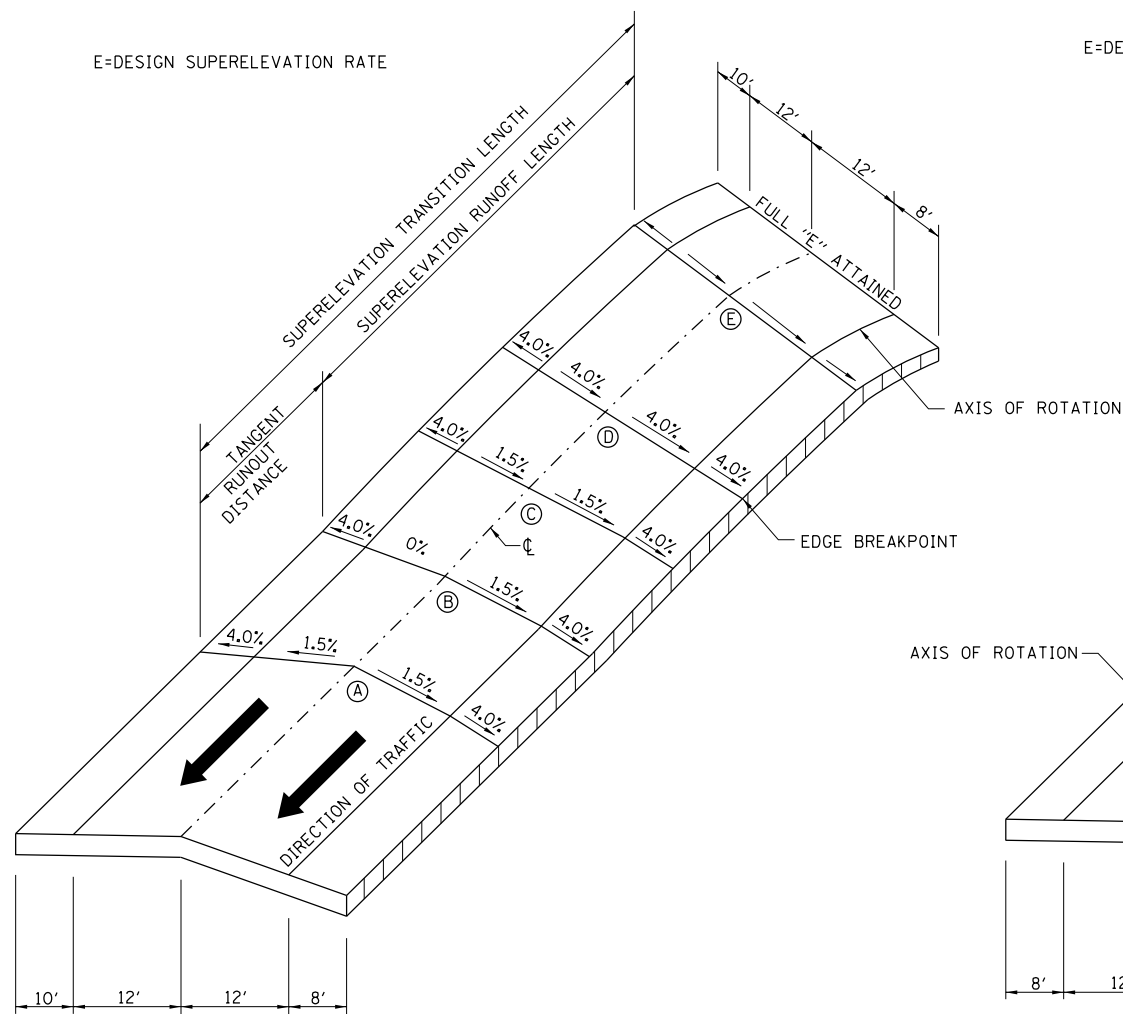 E=DESIGN SUPERELEVATION RATE
E=DE
SUPERELEVATION TRANSITION LENGTH
SUPERELEVATION RUNOFF LENGTH
TANGENT
RUNOUT
DISTANCE
10' 12' 12' 8'
FULL "E" ATTAINED
E
AXIS OF ROTATION
4.0% 4.0% 4.0% 4.0%
D
EDGE BREAKPOINT
4.0% 1.5% 1.5% 4.0%
C
℄
4.0% 0% 1.5% 4.0%
B
4.0% 1.5% 1.5% 4.0%
A
DIRECTION OF TRAFFIC
AXIS OF ROTATION
10' 12' 12' 8'
8' 12